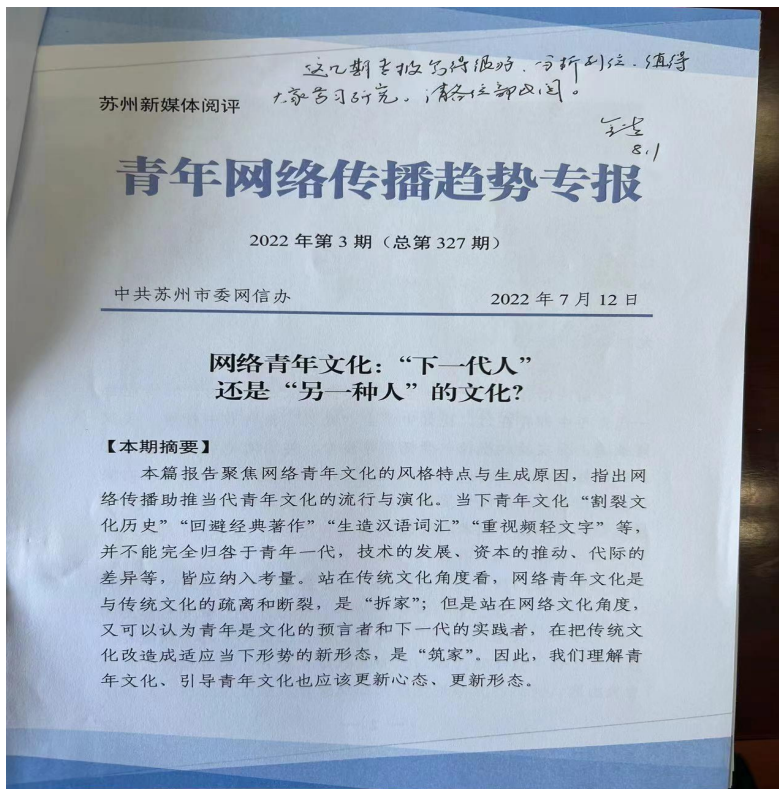 这几期专报写得很好，分析到位，值得
大家学习研究。请各位部长阅。
8.1
苏州新媒体阅评
青年网络传播趋势专报
2022 年第 3 期（总第 327 期）
中共苏州市委网信办 2022 年 7 月 12 日
网络青年文化：“下一代人”
还是“另一种人”的文化？
【本期摘要】
本篇报告聚焦网络青年文化的风格特点与生成原因，指出网
络传播助推当代青年文化的流行与演化。当下青年文化“割裂文
化历史”“回避经典著作”“生造汉语词汇”“重视频轻文字”等，
并不能完全归咎于青年一代，技术的发展、资本的推动、代际的
差异等，皆应纳入考量。站在传统文化角度看，网络青年文化是
与传统文化的疏离和断裂，是“拆家”；但是站在网络文化角度，
又可以认为青年是文化的预言者和下一代的实践者，在把传统文
化改造成适应当下形势的新形态，是“筑家”。因此，我们理解青
年文化、引导青年文化也应该更新心态、更新形态。